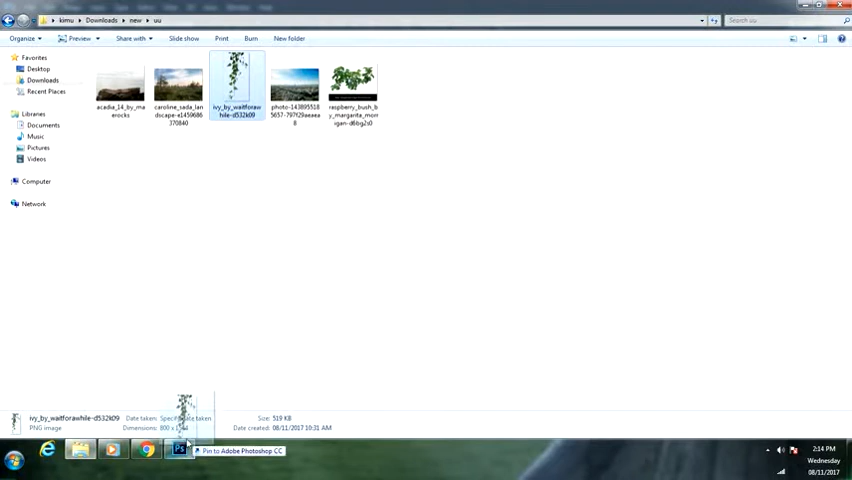 kimu ▸ Downloads ▸ new ▸ uu
Search uu
Organize ▾ Preview ▾ Share with ▾ Slide show Print Burn New folder
Favorites
Desktop
Downloads
Recent Places
Libraries
Documents
Music
Pictures
Videos
Computer
Network
acadia_14_by_ma
erocks
caroline_sada_lan
dscape-e1459686
370840
ivy_by_waitforaw
hile-d532k09
photo-143895518
5657-797f29aeaea
8
raspberry_bush_b
y_margarita_morr
igan-d6bg2s0
ivy_by_waitforawhile-d532k09 Date taken: date taken Size: 519 KB
PNG image Dimensions: 800 x Date created: 08/11/2017 10:31 AM
Ps
Pin to Adobe Photoshop CC
2:14 PM
Wednesday
08/11/2017